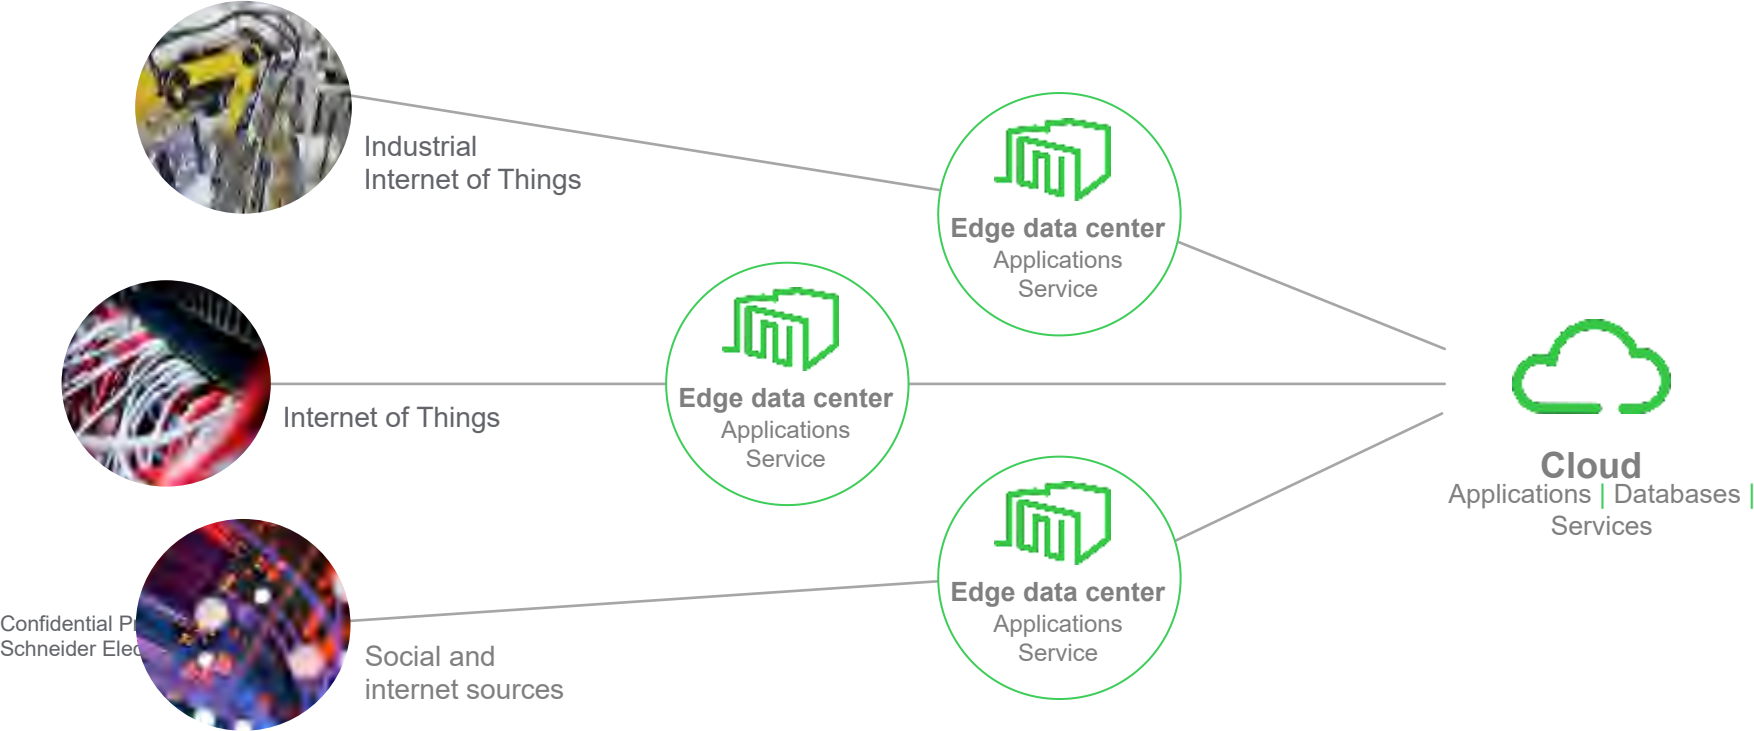 Industrial
Internet of Things
Edge data center
Applications
Service
Internet of Things
Edge data center
Applications
Service
Cloud
Applications | Databases |
Services
Edge data center
Applications
Service
Confidential
Schneider
Social and
internet sources